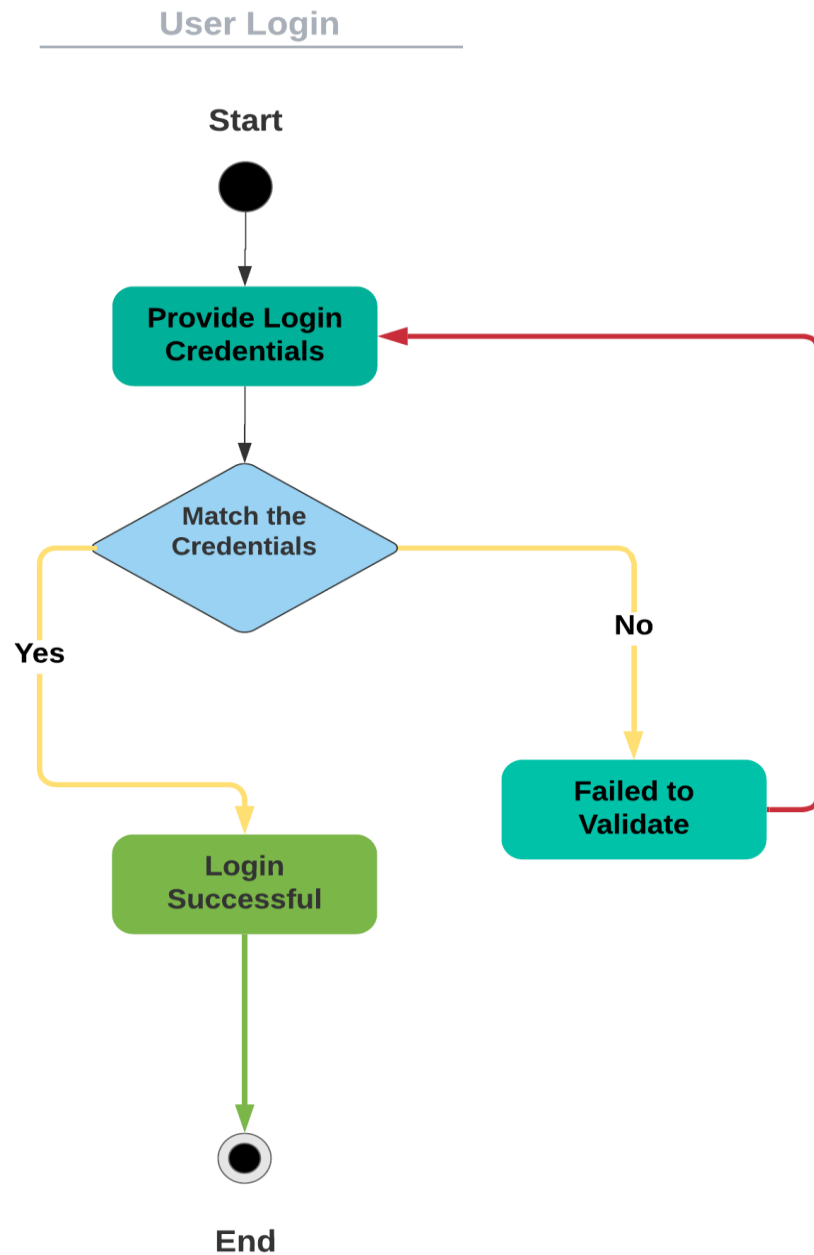 User Login
Start
Provide Login
Credentials
Match the
Credentials
No
Yes
Failed to
Validate
Login
Successful
End